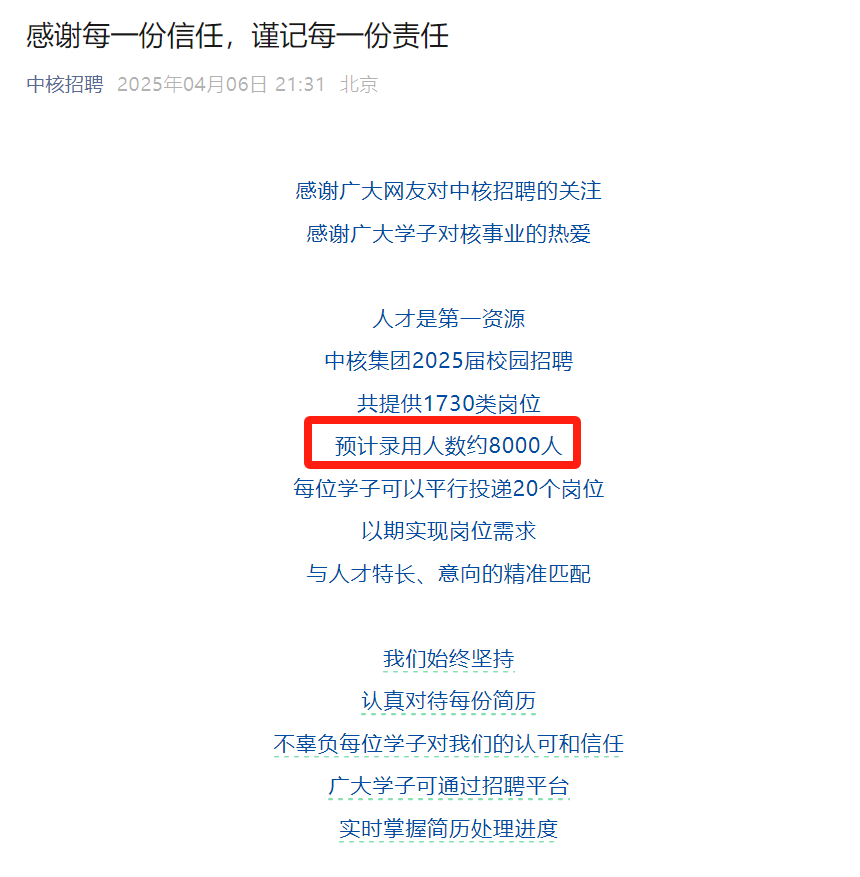 感谢每一份信任，谨记每一份责任
中核招聘 2025年04月06日 21:31 北京
感谢广大网友对中核招聘的关注
感谢广大学子对核事业的热爱
人才是第一资源
中核集团2025届校园招聘
共提供1730类岗位
预计录用人数约8000人
每位学子可以平行投递20个岗位
以期实现岗位需求
与人才特长、意向的精准匹配
我们始终坚持
认真对待每份简历
不辜负每位学子对我们的认可和信任
广大学子可通过招聘平台
实时掌握简历处理进度